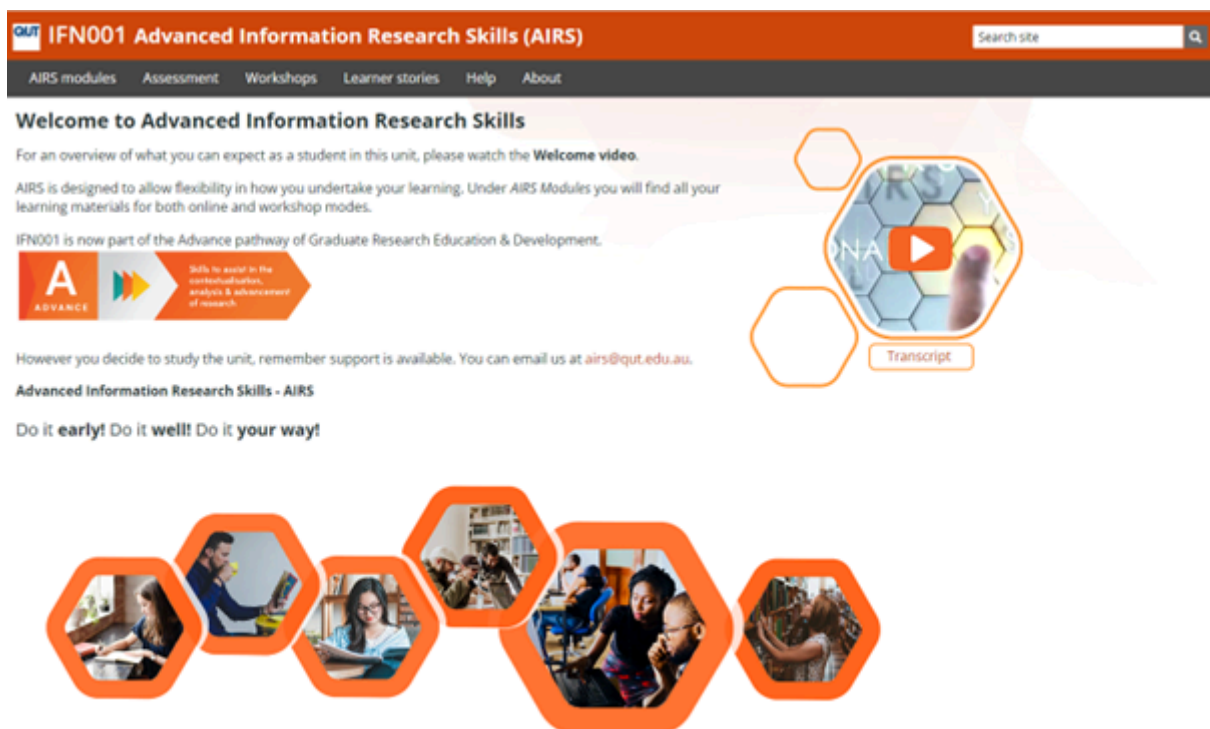 QUT IFN001 Advanced Information Research Skills (AIRS)
Search site
AIRS modules Assessment Workshops Learner stories Help About
Welcome to Advanced Information Research Skills
For an overview of what you can expect as a student in this unit, please watch the Welcome video.
AIRS is designed to allow flexibility in how you undertake your learning. Under AIRS Modules you will find all your
learning materials for both online and workshop modes.
IFN001 is now part of the Advance pathway of Graduate Research Education & Development.
A
ADVANCE
Skills to assist in the
contextualisation,
analysis & advancement
of research
AIRS
Transcript
However you decide to study the unit, remember support is available. You can email us at airs@qut.edu.au.
Advanced Information Research Skills - AIRS
Do it early! Do it well! Do it your way!